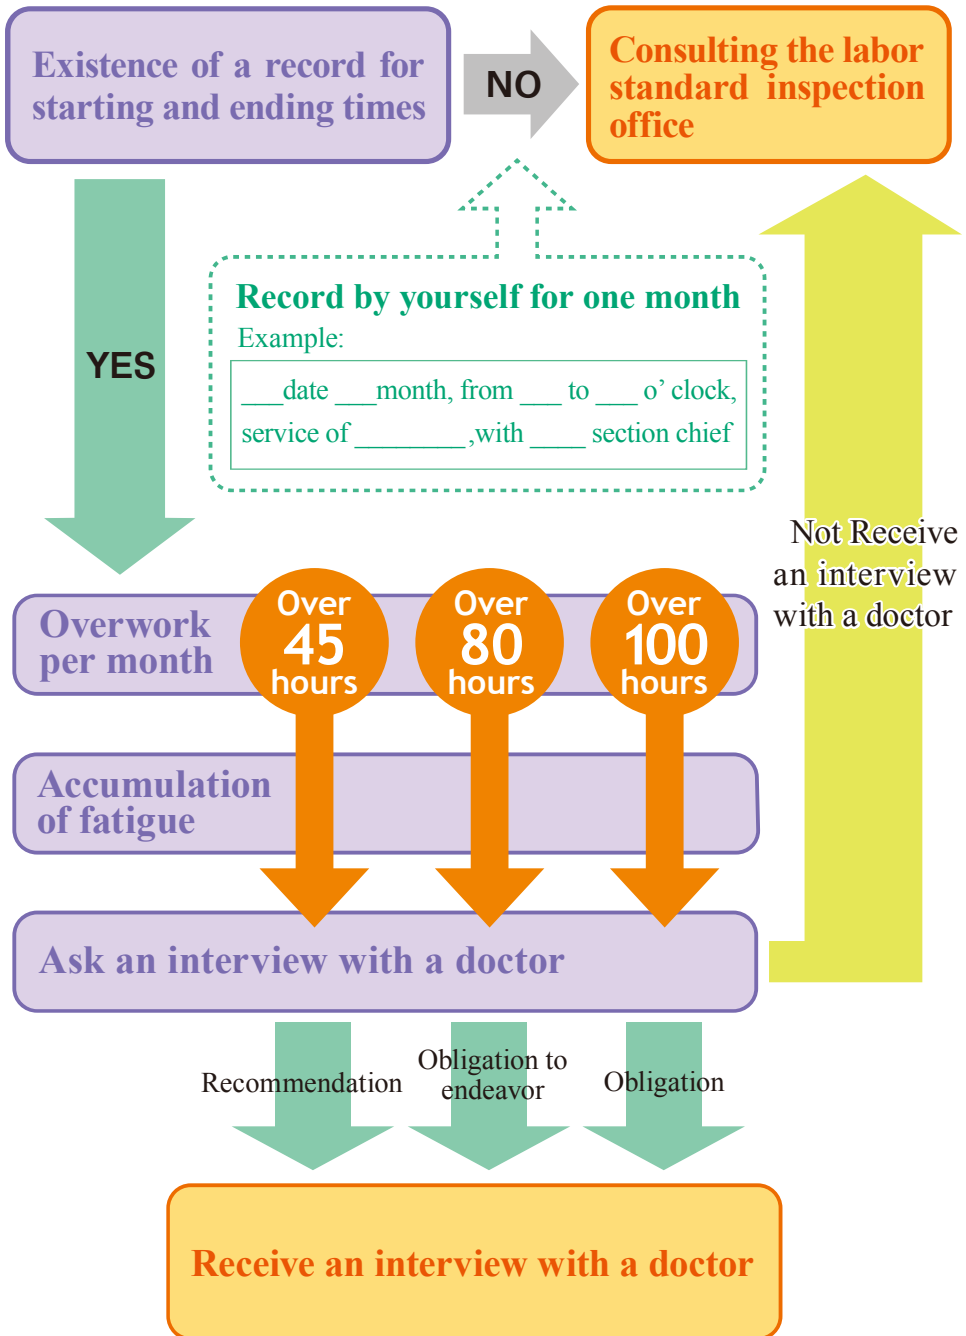 Existence of a record for
starting and ending times
NO
Consulting the labor
standard inspection
office
Record by yourself for one month
Example:
___date ___month, from ___ to ___ o' clock,
service of ________ ,with ____ section chief
YES
Not Receive
an interview
with a doctor
Overwork
per month
Over
45
hours
Over
80
hours
Over
100
hours
Accumulation
of fatigue
Ask an interview with a doctor
Recommendation
Obligation to
endeavor
Obligation
Receive an interview with a doctor